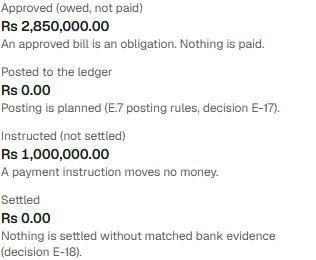 Approved (owed, not paid)
Rs 2,850,000.00
An approved bill is an obligation. Nothing is paid.
Posted to the ledger
Rs 0.00
Posting is planned (E.7 posting rules, decision E-17).
Instructed (not settled)
Rs 1,000,000.00
A payment instruction moves no money.
Settled
Rs 0.00
Nothing is settled without matched bank evidence
(decision E-18).